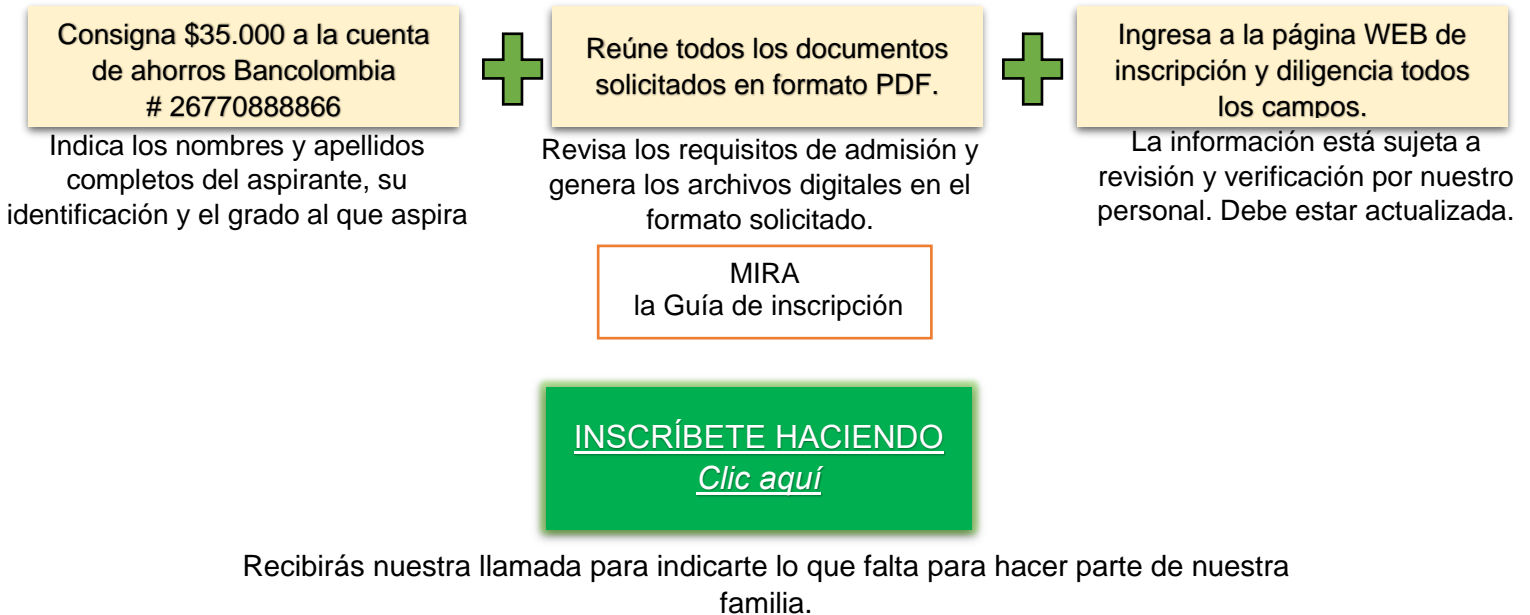 Consigna $35.000 a la cuenta
de ahorros Bancolombia
# 26770888866
Indica los nombres y apellidos
completos del aspirante, su
identificación y el grado al que aspira
Reúne todos los documentos
solicitados en formato PDF.
Revisa los requisitos de admisión y
genera los archivos digitales en el
formato solicitado.
Ingresa a la página WEB de
inscripción y diligencia todos
los campos.
La información está sujeta a
revisión y verificación por nuestro
personal. Debe estar actualizada.
MIRA
la Guía de inscripción
INSCRÍBETE HACIENDO
Clic aquí
Recibirás nuestra llamada para indicarte lo que falta para hacer parte de nuestra
familia.